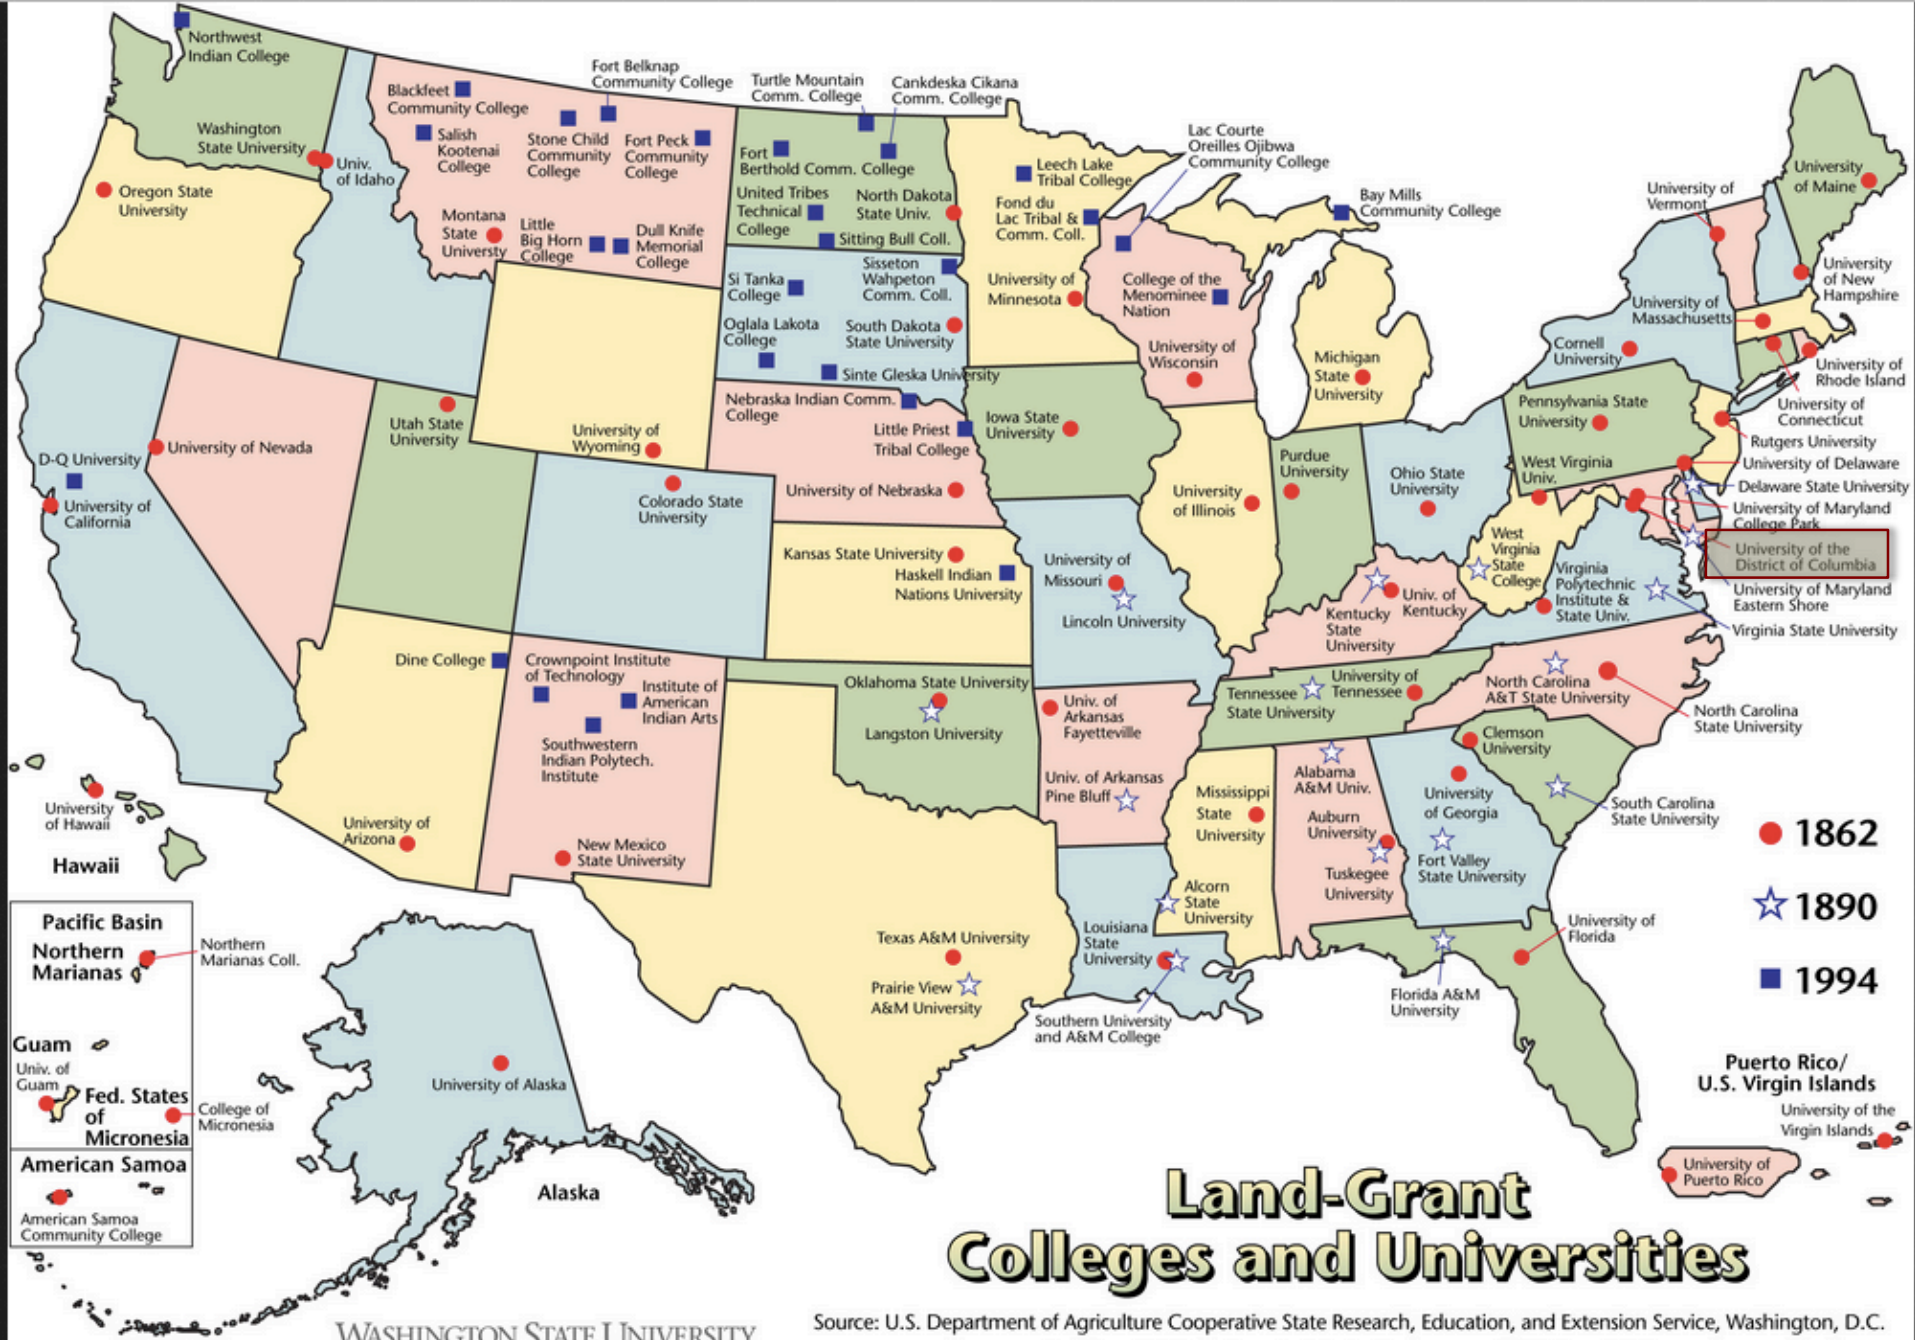 Northwest
Indian College
Washington
State University
Univ.
of Idaho
Oregon State
University
Blackfeet
Community College
Salish
Kootenai
College
Fort Belknap
Community College
Stone Child
Community
College
Fort Peck
Community
College
Montana
State
Universty
Little
Big Horn
College
Dull Knife
Memorial
College
Turtle Mountain
Comm. College
Cankdeska Cikana
Comm. College
Fort
Berthold Comm. College
United Tribes
Technical
College
North Dakota
State Univ.
Sitting Bull Coll.
Si Tanka
College
Sisseton
Wahpeton
Comm. Coll.
Oglala Lakota
College
South Dakota
State University
Sinte Gleska University
Nebraska Indian Comm.
College
Little Priest
Tribal College
University of Nebraska
Leech Lake
Tribal College
Fond du
Lac Tribal &
Comm. Coll.
University of
Minnesota
Lac Courte
Oreilles Ojibwa
Community College
College of the
Menominee
Nation
University of
Wisconsin
Bay Mills
Community College
Michigan
State
University
University of
Vermont
University
of Maine
University
of New
Hampshire
University of
Massachusetts
Cornell
University
University of
Rhode Island
University of
Connecticut
Pennsylvania State
University
Rutgers University
University of Delaware
Delaware State University
University of Maryland
College Park
University of the
District of Columbia
University of Maryland
Eastern Shore
Virginia State University
West Virginia
Univ.
West
Virginia
State
College
Virginia
Polytechnic
Institute &
State Univ.
D-Q University
University of
California
University of Nevada
Utah State
University
University of
Wyoming
Colorado State
University
Iowa State
University
University
of Illinois
Purdue
University
Ohio State
University
Kansas State University
Haskell Indian
Nations University
University of
Missouri
Lincoln University
Kentucky
State
University
Univ. of
Kentucky
Tennessee
State University
University of
Tennessee
North Carolina
A&T State University
North Carolina
State University
Clemson
University
South Carolina
State University
Dine College
University of
Arizona
Crownpoint Institute
of Technology
Institute of
American
Indian Arts
Southwestern
Indian Polytech.
Institute
New Mexico
State University
Oklahoma State University
Langston University
Univ. of
Arkansas
Fayetteville
Univ. of Arkansas
Pine Bluff
Mississippi
State
University
Alcorn
State
University
Alabama
A&M Univ.
Auburn
University
Tuskegee
University
University
of Georgia
Fort Valley
State University
Louisiana
State
University
Southern University
and A&M College
Texas A&M University
Prairie View
A&M University
Florida A&M
University
University of
Florida
University
of Hawaii
Hawaii
Pacific Basin
Northern
Marianas
Northern
Marianas Coll.
Guam
Univ. of
Guam
Fed. States
of
Micronesia
College of
Micronesia
American Samoa
American Samoa
Community College
University of Alaska
Alaska
1862
1890
1994
Puerto Rico/
U.S. Virgin Islands
University of the
Virgin Islands
University of
Puerto Rico
Land-Grant
Colleges and Universities
WASHINGTON STATE UNIVERSITY
Source: U.S. Department of Agriculture Cooperative State Research, Education, and Extension Service, Washington, D.C.